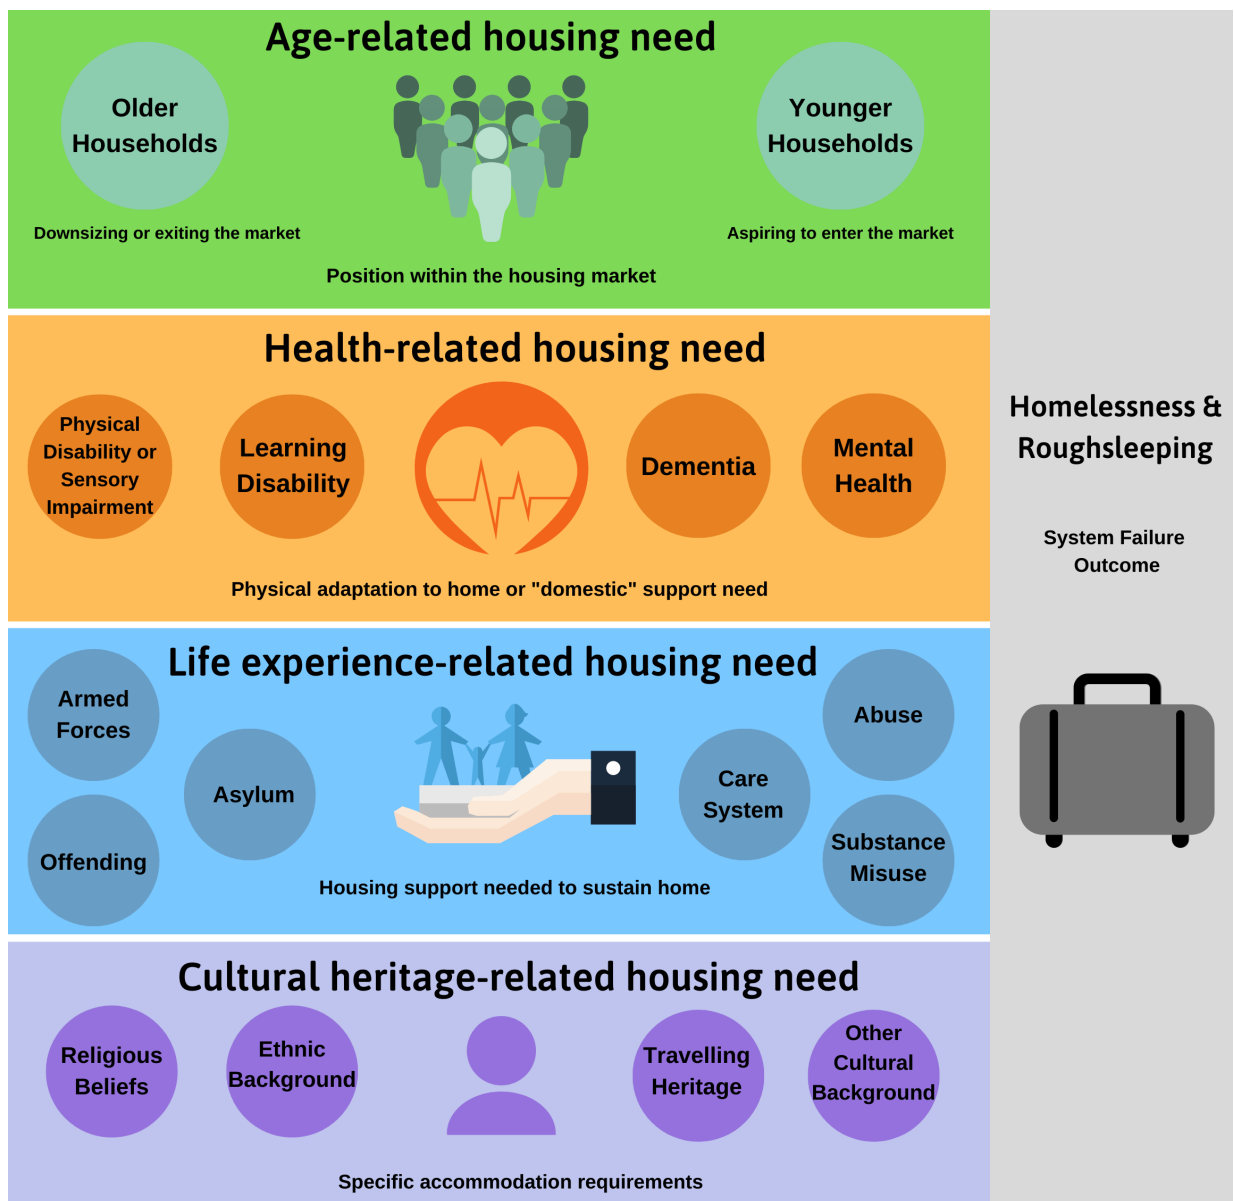 Age-related housing need
Older
Households
Younger
Households
Downsizing or exiting the market
Aspiring to enter the market
Position within the housing market
Health-related housing need
Physical
Disability or
Sensory
Impairment
Learning
Disability
Dementia
Mental
Health
Physical adaptation to home or "domestic" support need
Life experience-related housing need
Armed
Forces
Offending
Asylum
Care
System
Abuse
Substance
Misuse
Housing support needed to sustain home
Cultural heritage-related housing need
Religious
Beliefs
Ethnic
Background
Travelling
Heritage
Other
Cultural
Background
Specific accommodation requirements
Homelessness &
Roughsleeping
System Failure
Outcome